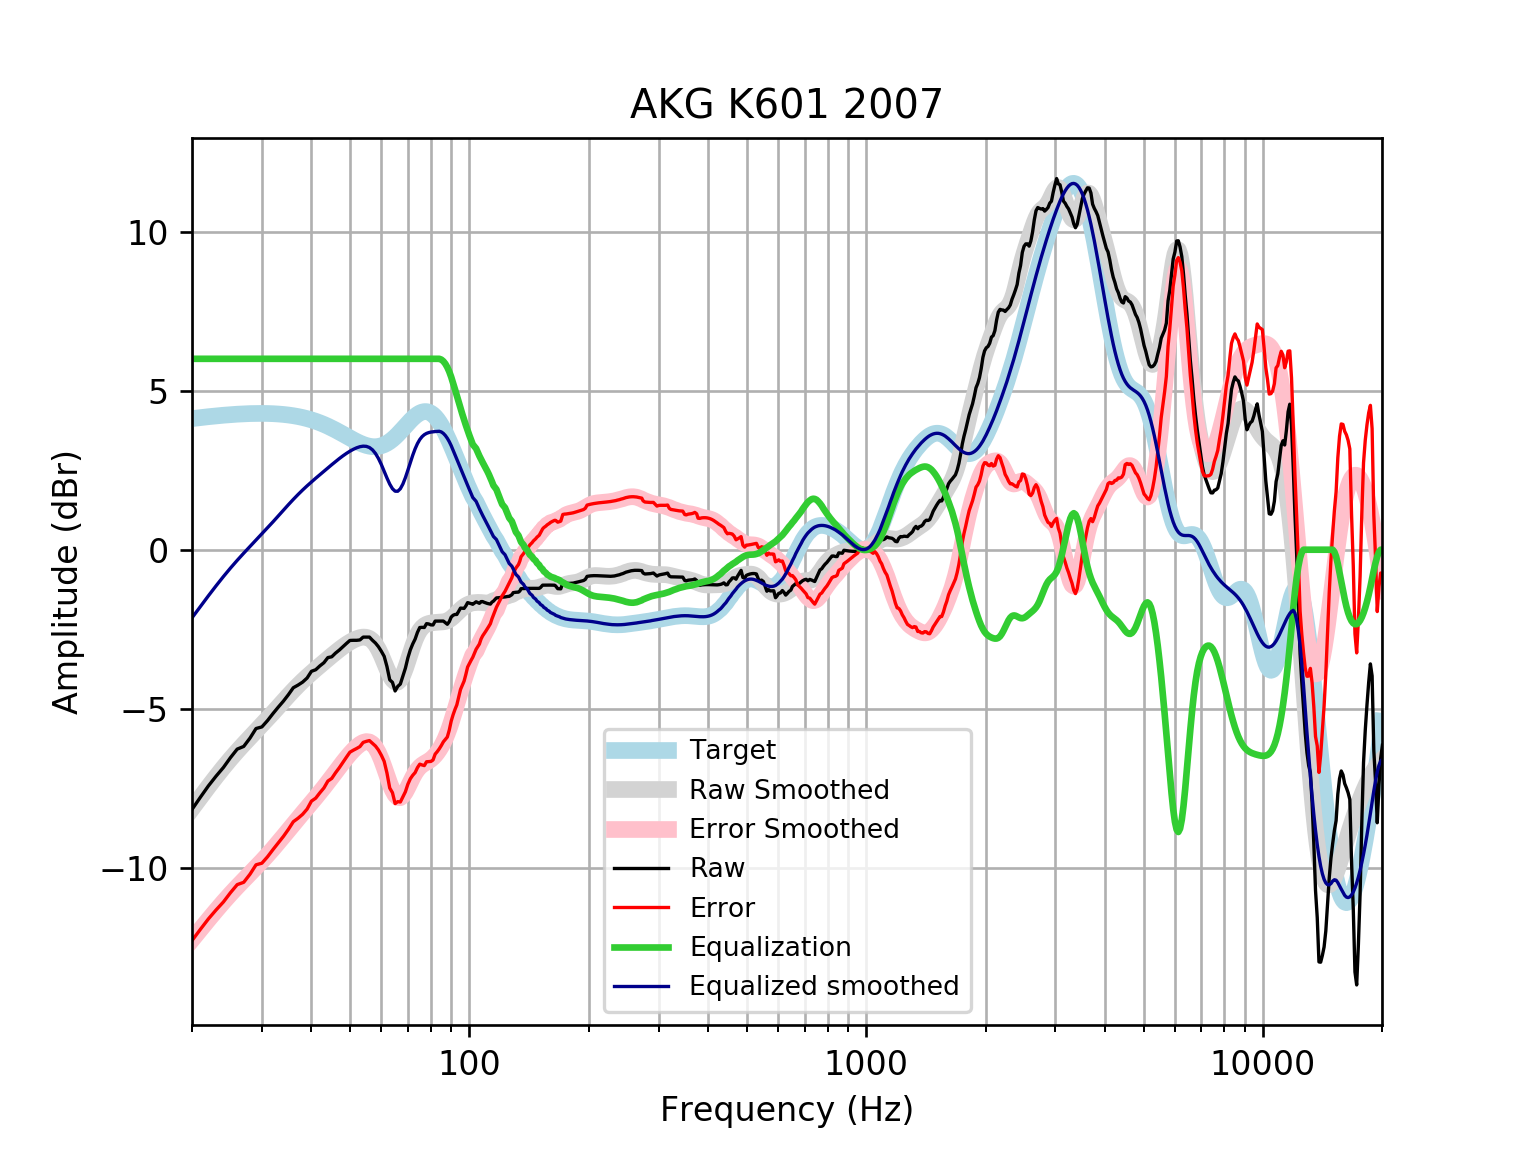 AKG K601 2007
Amplitude (dBr)
10
5
0
−5
−10
Target
Raw Smoothed
Error Smoothed
Raw
Error
Equalization
Equalized smoothed
100 1000 10000
Frequency (Hz)